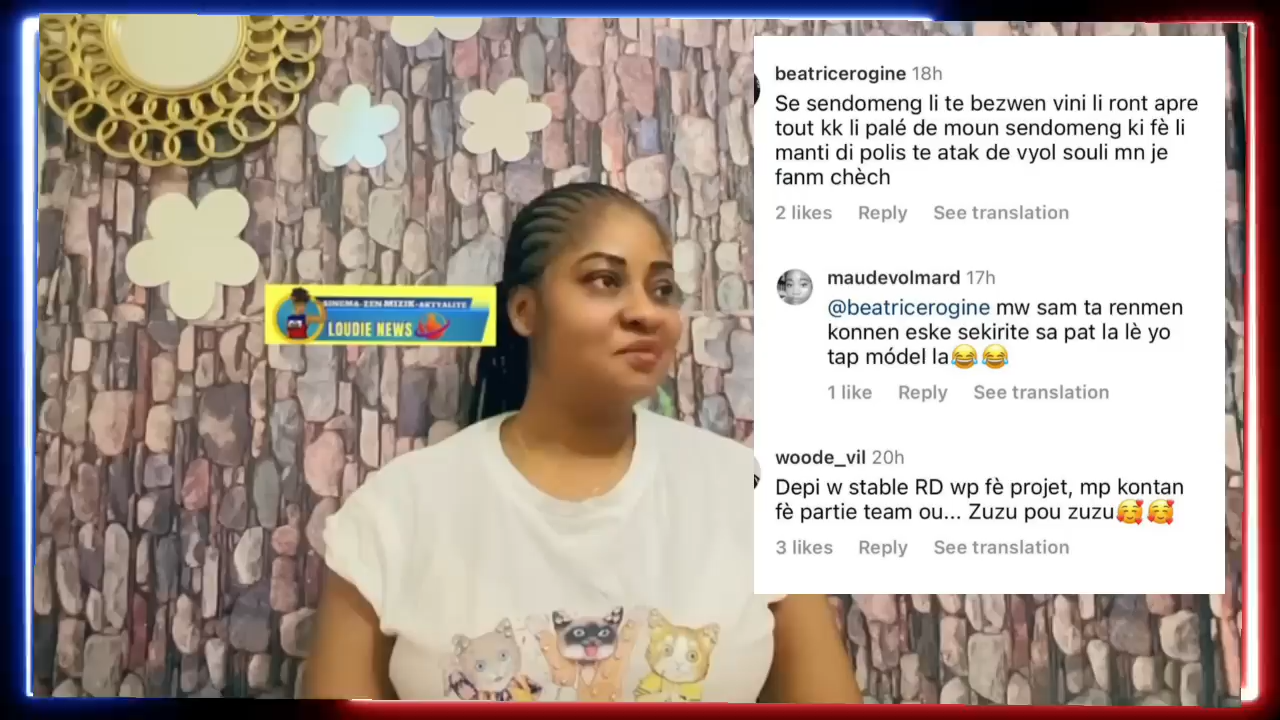 beatricerogine 18h
Se sendomeng li te bezwen vini li ront apre
tout kk li palé de moun sendomeng ki fè li
manti di polis te atak de vyol souli mn je
fanm chèch
2 likes Reply See translation
maudevolmard 17h
@beatricerogine mw sam ta renmen
konnen eske sekirite sa pat la lè yo
tap módel la😂😂
1 like Reply See translation
woode_vil 20h
Depi w stable RD wp fè projet, mp kontan
fè partie team ou... Zuzu pou zuzu🥰🥰
3 likes Reply See translation
SINEMA-ZEN MIZIK-AKTYALITE
LOUDIE NEWS